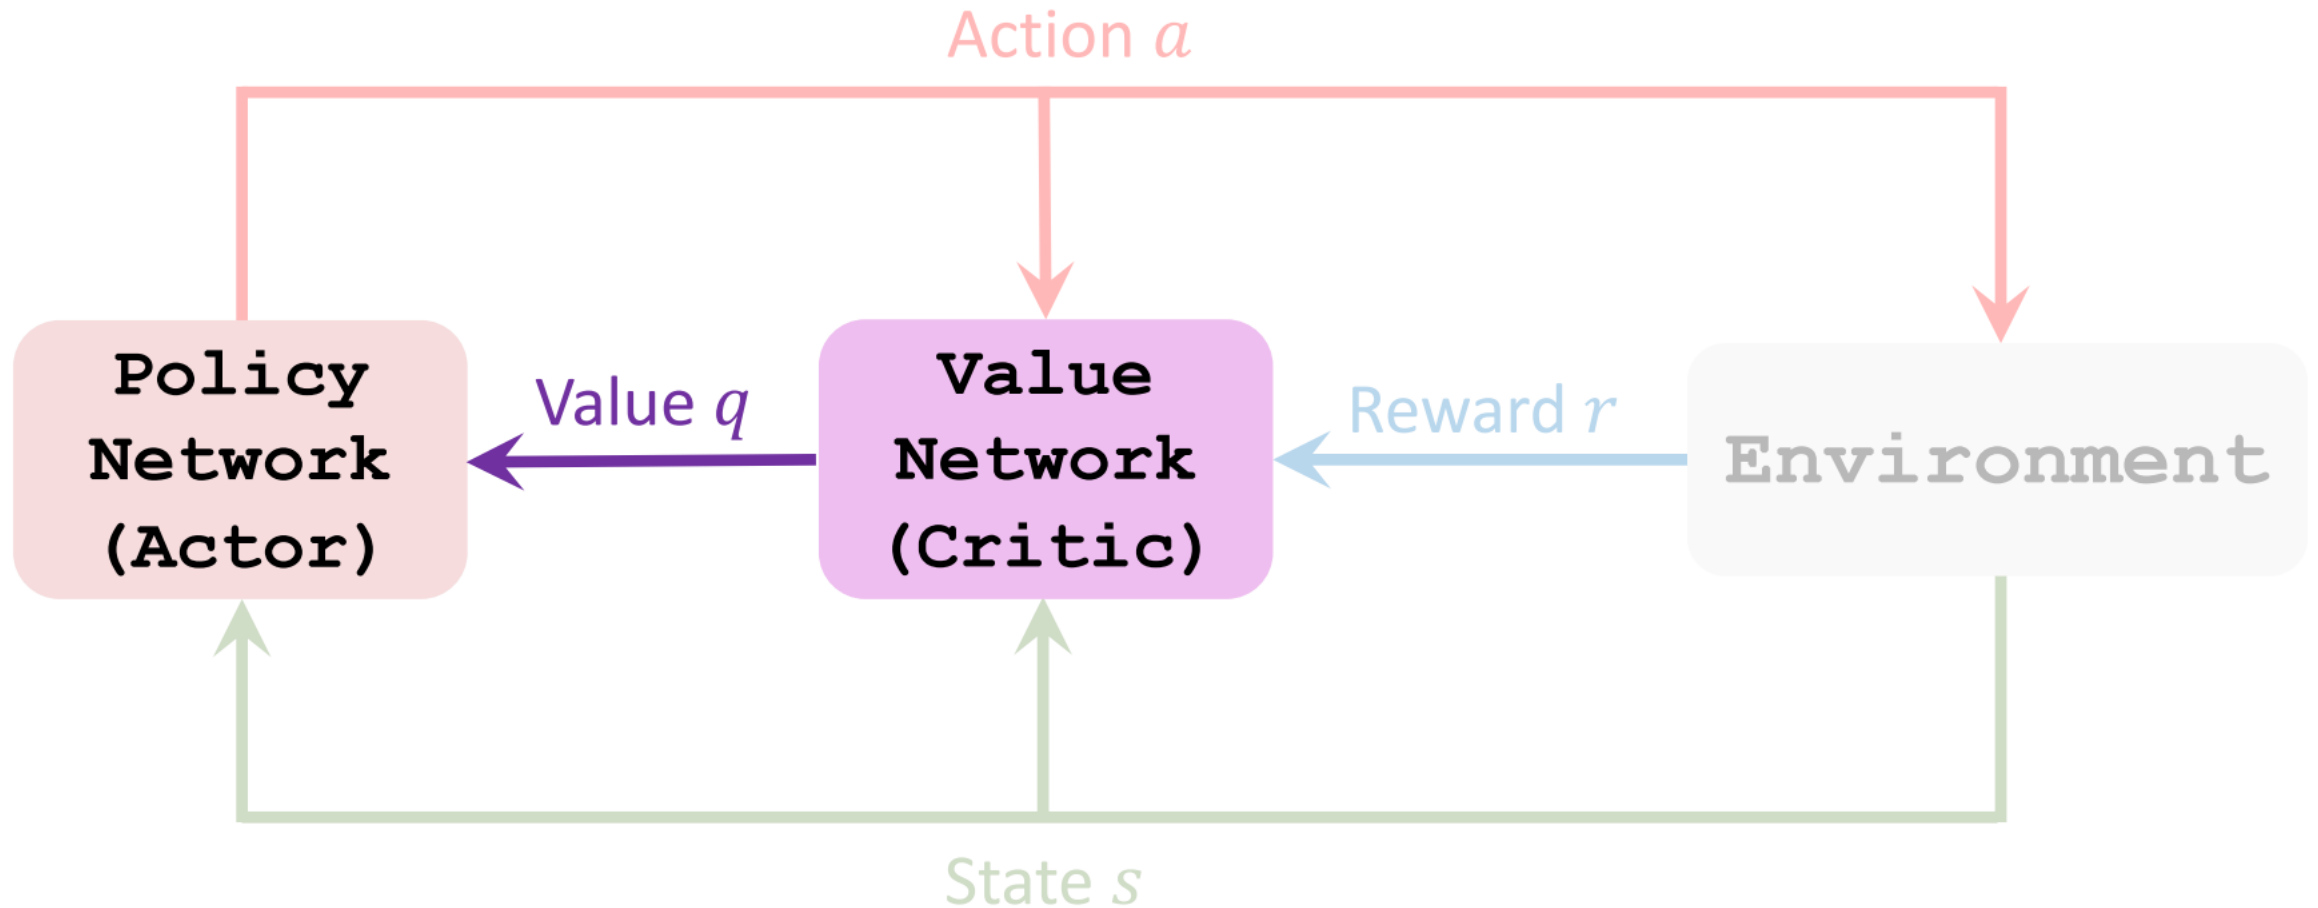 Action a
Policy
Network
(Actor)
Value q
Value
Network
(Critic)
Reward r
Environment
State s